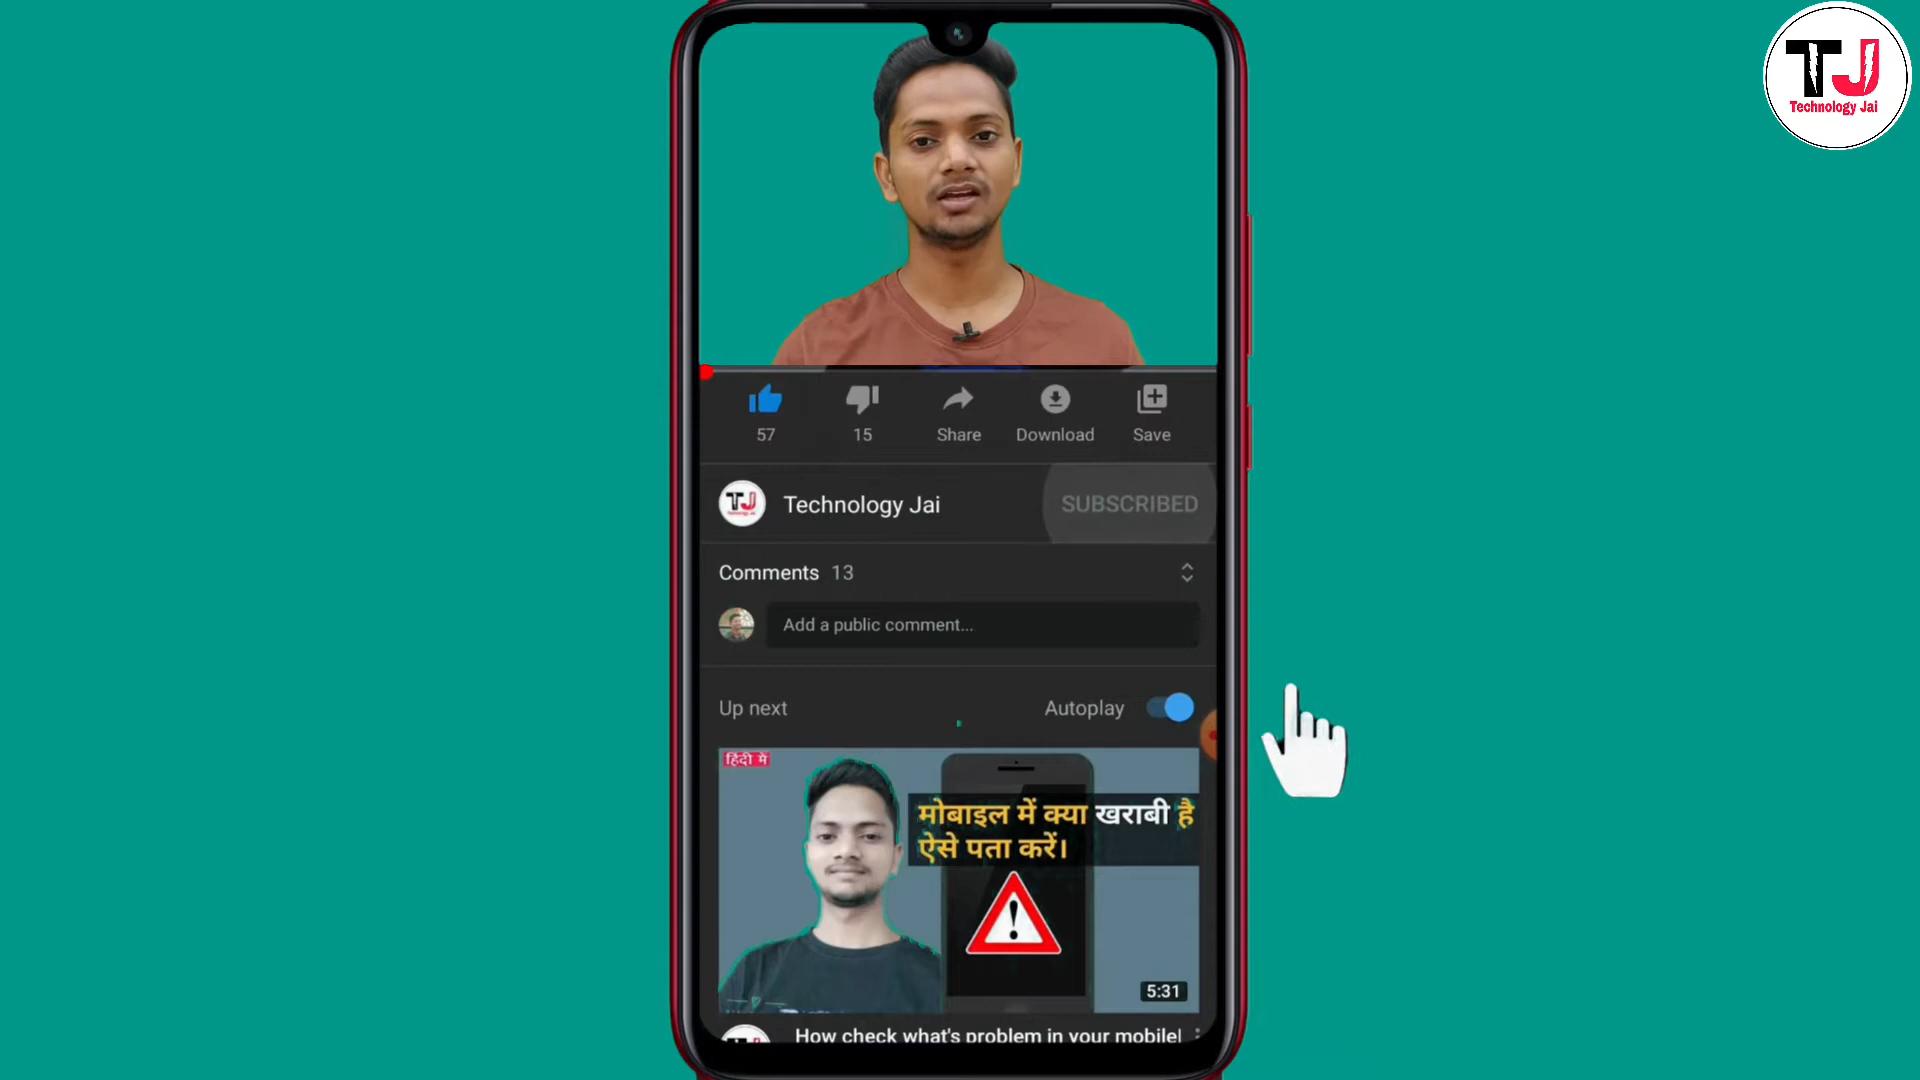 TJ
Technology Jai
57
15
Share
Download
Save
TJ
Technology Jai
SUBSCRIBED
Comments 13
Add a public comment...
Up next
Autoplay
हिंदी में
मोबाइल में क्या खराबी है
ऐसे पता करें।
!
5:31
How check what's problem in your mobile